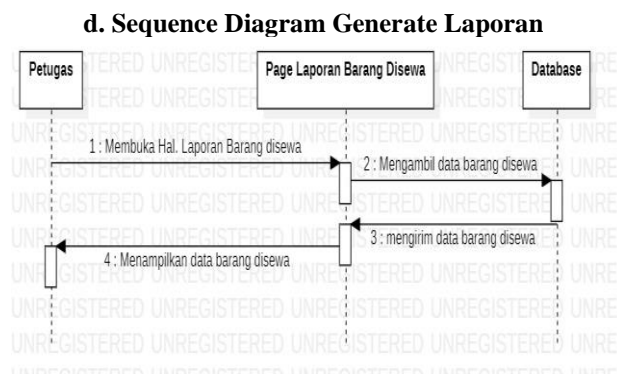 d. Sequence Diagram Generate Laporan
Petugas
Page Laporan Barang Disewa
Database
1 : Membuka Hal. Laporan Barang disewa
2 : Mengambil data barang disewa
3 : mengirim data barang disewa
4 : Menampilkan data barang disewa